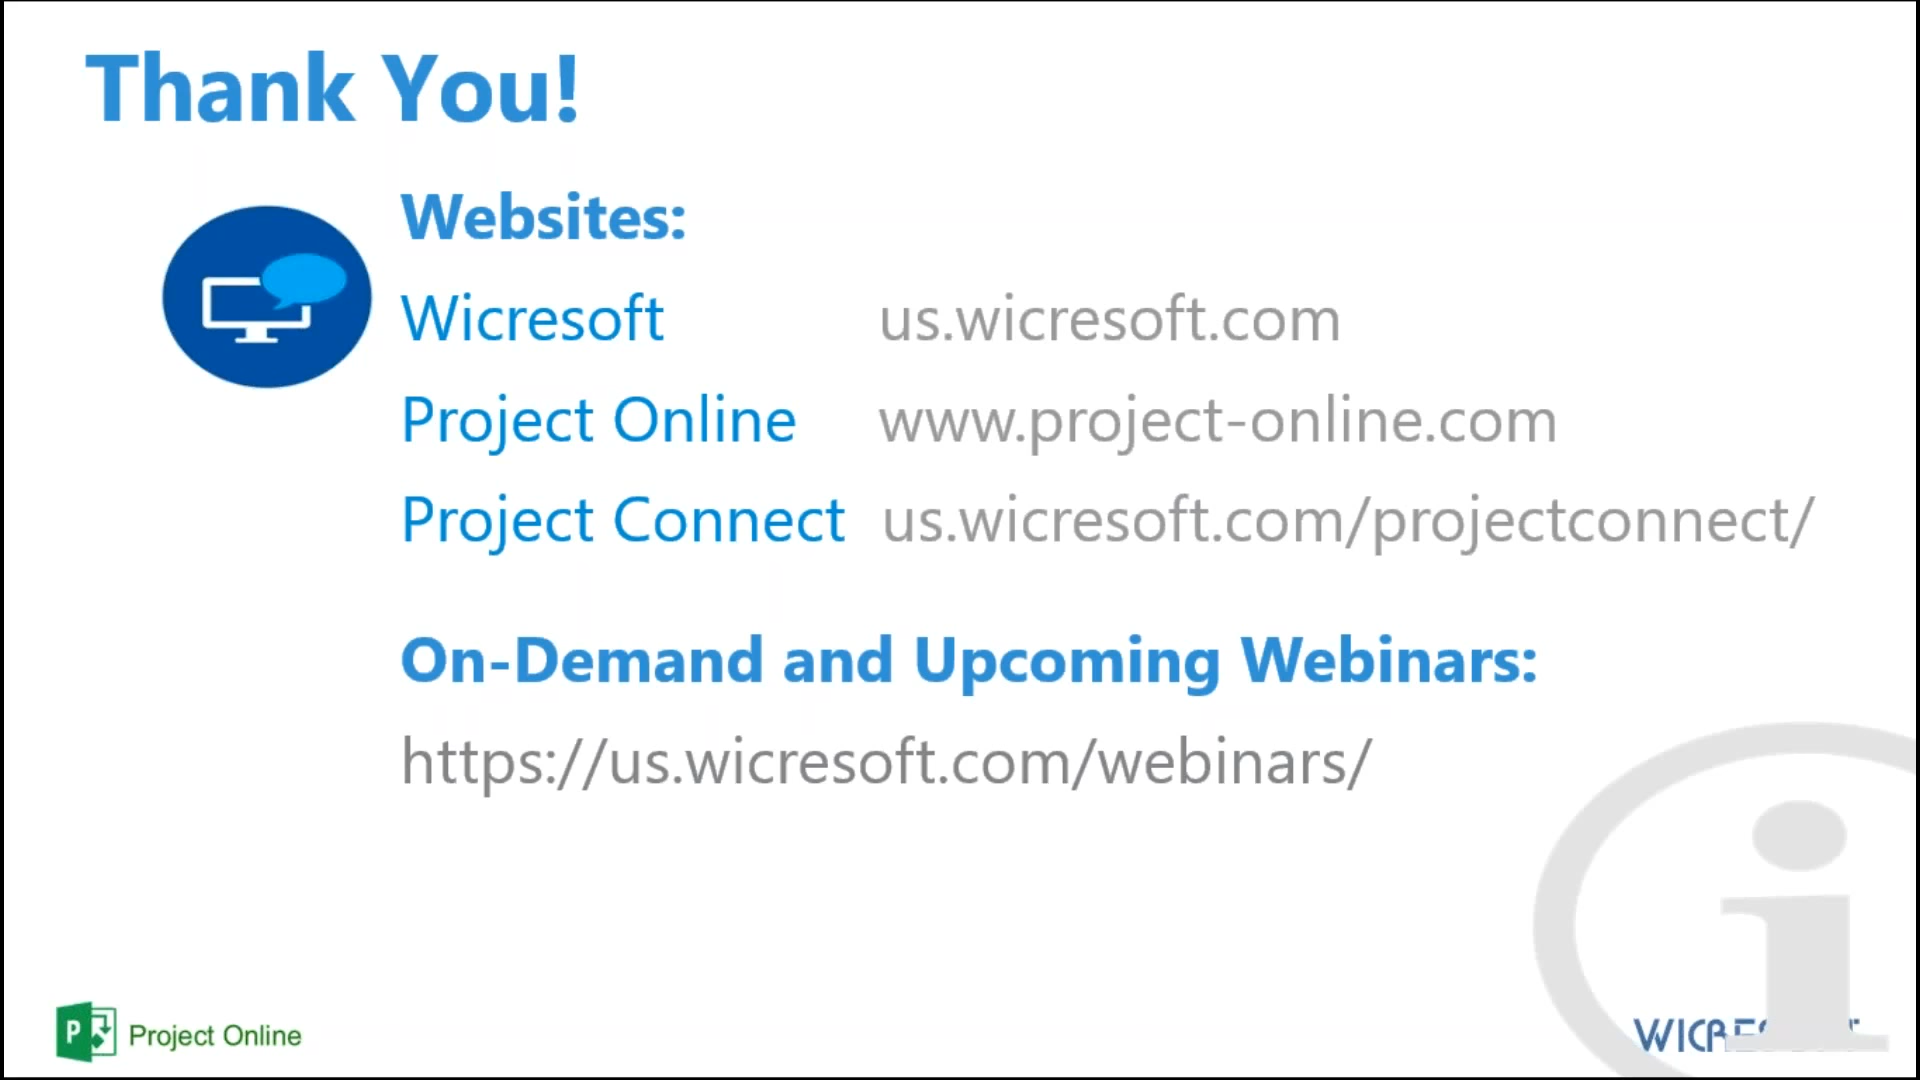 Thank You!
Websites:
Wicresoft us.wicresoft.com
Project Online www.project-online.com
Project Connect us.wicresoft.com/projectconnect/
On-Demand and Upcoming Webinars:
https://us.wicresoft.com/webinars/
P Project Online